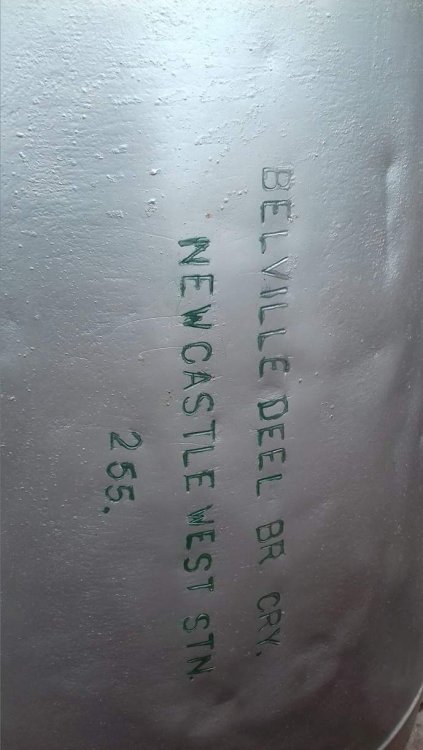 BELVILLE DEEL BR CRY.
NEWCASTLE WEST STN.
255.